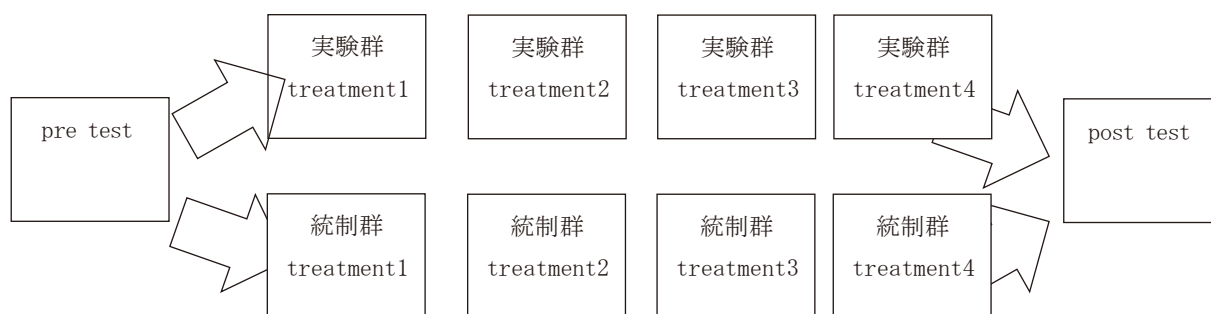 pre test
実験群
treatment1
実験群
treatment2
実験群
treatment3
実験群
treatment4
統制群
treatment1
統制群
treatment2
統制群
treatment3
統制群
treatment4
post test